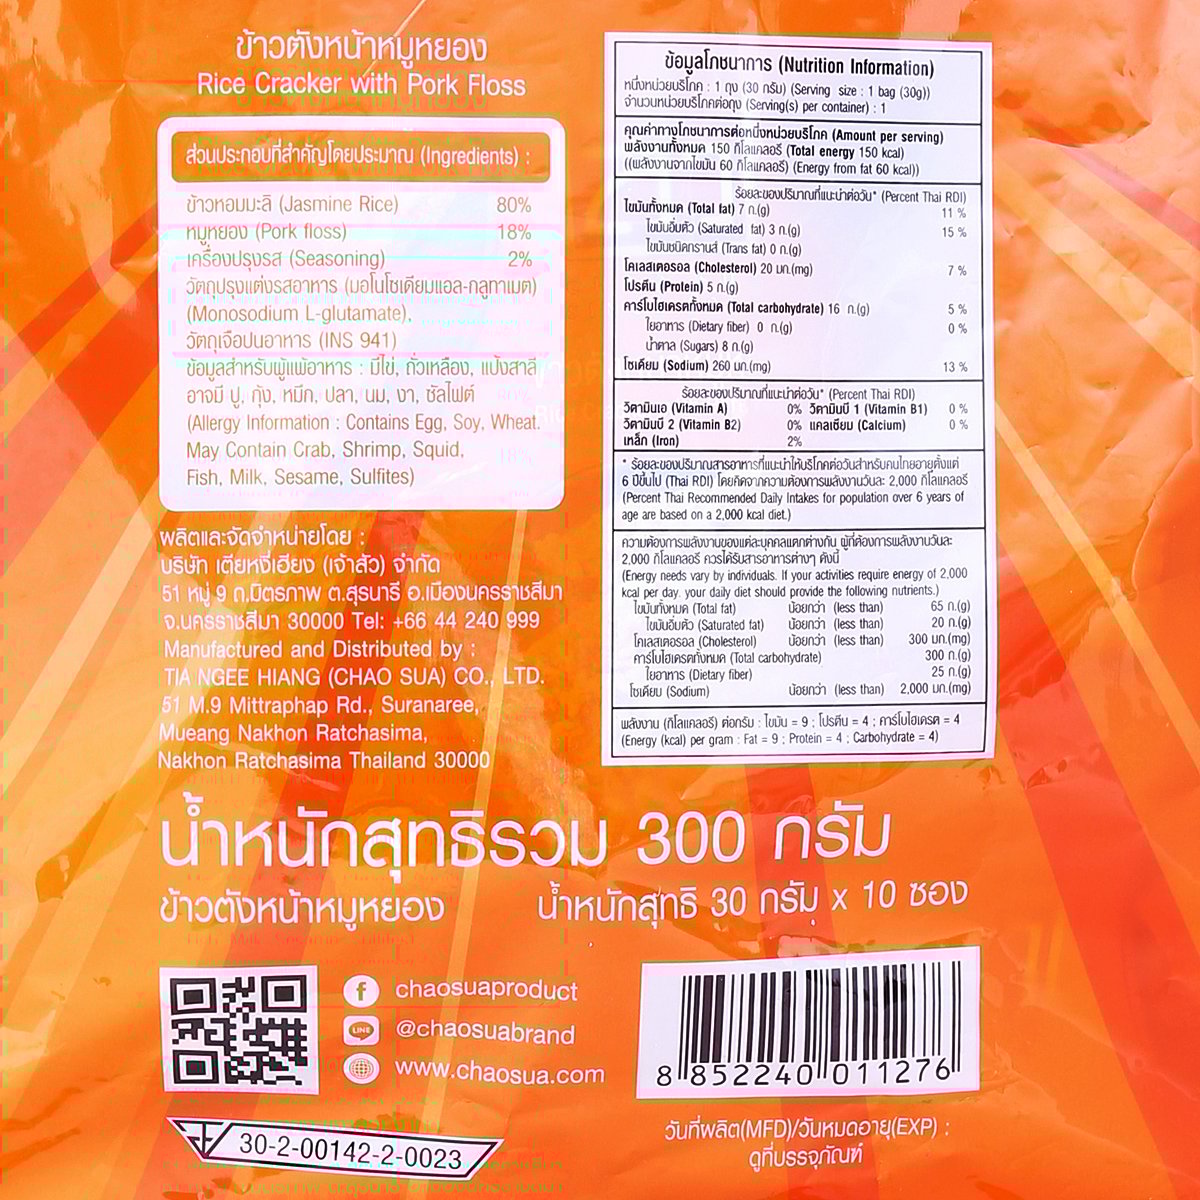 ข้าวตังหน้าหมูหยอง
Rice Cracker with Pork Floss
ส่วนประกอบที่สำคัญโดยประมาณ (Ingredients) :
ข้าวหอมมะลิ (Jasmine Rice) 80%
หมูหยอง (Pork floss) 18%
เครื่องปรุงรส (Seasoning) 2%
วัตถุปรุงแต่งรสอาหาร (มอโนโซเดียมแอล-กลูทาเมต)
(Monosodium L-glutamate),
วัตถุเจือปนอาหาร (INS 941)
ข้อมูลสำหรับผู้แพ้อาหาร : มีไข่, ถั่วเหลือง, แป้งสาลี
อาจมี ปู, กุ้ง, หมึก, ปลา, นม, งา, ซัลไฟต์
(Allergy Information : Contains Egg, Soy, Wheat.
May Contain Crab, Shrimp, Squid,
Fish, Milk, Sesame, Sulfites)
ผลิตและจัดจำหน่ายโดย :
บริษัท เตียหงี่เฮียง (เจ้าสัว) จำกัด
51 หมู่ 9 ถ.มิตรภาพ ต.สุรนารี อ.เมืองนครราชสีมา
จ.นครราชสีมา 30000 Tel: +66 44 240 999
Manufactured and Distributed by :
TIA NGEE HIANG (CHAO SUA) CO., LTD.
51 M.9 Mittraphap Rd., Suranaree,
Mueang Nakhon Ratchasima,
Nakhon Ratchasima Thailand 30000
ข้อมูลโภชนาการ (Nutrition Information)
หนึ่งหน่วยบริโภค : 1 ถุง (30 กรัม) (Serving size : 1 bag (30g))
จำนวนหน่วยบริโภคต่อถุง (Serving(s) per container) : 1
คุณค่าทางโภชนาการต่อหนึ่งหน่วยบริโภค (Amount per serving)
พลังงานทั้งหมด 150 กิโลแคลอรี (Total energy 150 kcal)
((พลังงานจากไขมัน 60 กิโลแคลอรี) (Energy from fat 60 kcal))
ร้อยละของปริมาณที่แนะนำต่อวัน* (Percent Thai RDI)
ไขมันทั้งหมด (Total fat) 7 ก.(g) 11 %
ไขมันอิ่มตัว (Saturated fat) 3 ก.(g) 15 %
ไขมันชนิดทรานส์ (Trans fat) 0 ก.(g)
โคเลสเตอรอล (Cholesterol) 20 มก.(mg) 7 %
โปรตีน (Protein) 5 ก.(g)
คาร์โบไฮเดรตทั้งหมด (Total carbohydrate) 16 ก.(g) 5 %
ใยอาหาร (Dietary fiber) 0 ก.(g) 0 %
น้ำตาล (Sugars) 8 ก.(g)
โซเดียม (Sodium) 260 มก.(mg) 13 %
ร้อยละของปริมาณที่แนะนำต่อวัน* (Percent Thai RDI)
วิตามินเอ (Vitamin A) 0% วิตามินบี 1 (Vitamin B1) 0 %
วิตามินบี 2 (Vitamin B2) 0% แคลเซียม (Calcium) 0 %
เหล็ก (Iron) 2%
* ร้อยละของปริมาณสารอาหารที่แนะนำให้บริโภคต่อวันสำหรับคนไทยอายุตั้งแต่
6 ปีขึ้นไป (Thai RDI) โดยคิดจากความต้องการพลังงานวันละ 2,000 กิโลแคลอรี
(Percent Thai Recommended Daily Intakes for population over 6 years of
age are based on a 2,000 kcal diet.)
ความต้องการพลังงานของแต่ละบุคคลแตกต่างกัน ผู้ที่ต้องการพลังงานวันละ
2,000 กิโลแคลอรี ควรได้รับสารอาหารต่างๆ ดังนี้
(Energy needs vary by individuals. If your activities require energy of 2,000
kcal per day. your daily diet should provide the following nutrients.)
ไขมันทั้งหมด (Total fat) น้อยกว่า (less than) 65 ก.(g)
ไขมันอิ่มตัว (Saturated fat) น้อยกว่า (less than) 20 ก.(g)
โคเลสเตอรอล (Cholesterol) น้อยกว่า (less than) 300 มก.(mg)
คาร์โบไฮเดรตทั้งหมด (Total carbohydrate) 300 ก.(g)
ใยอาหาร (Dietary fiber) 25 ก.(g)
โซเดียม (Sodium) น้อยกว่า (less than) 2,000 มก.(mg)
พลังงาน (กิโลแคลอรี) ต่อกรัม : ไขมัน = 9 ; โปรตีน = 4 ; คาร์โบไฮเดรต = 4
(Energy (kcal) per gram : Fat = 9 ; Protein = 4 ; Carbohydrate = 4)
น้ำหนักสุทธิรวม 300 กรัม
ข้าวตังหน้าหมูหยอง น้ำหนักสุทธิ 30 กรัม x 10 ซอง
chaosuaproduct
LINE @chaosuabrand
www.chaosua.com
30-2-00142-2-0023
8 852240 011276
วันที่ผลิต(MFD)/วันหมดอายุ(EXP) :
ดูที่บรรจุภัณฑ์